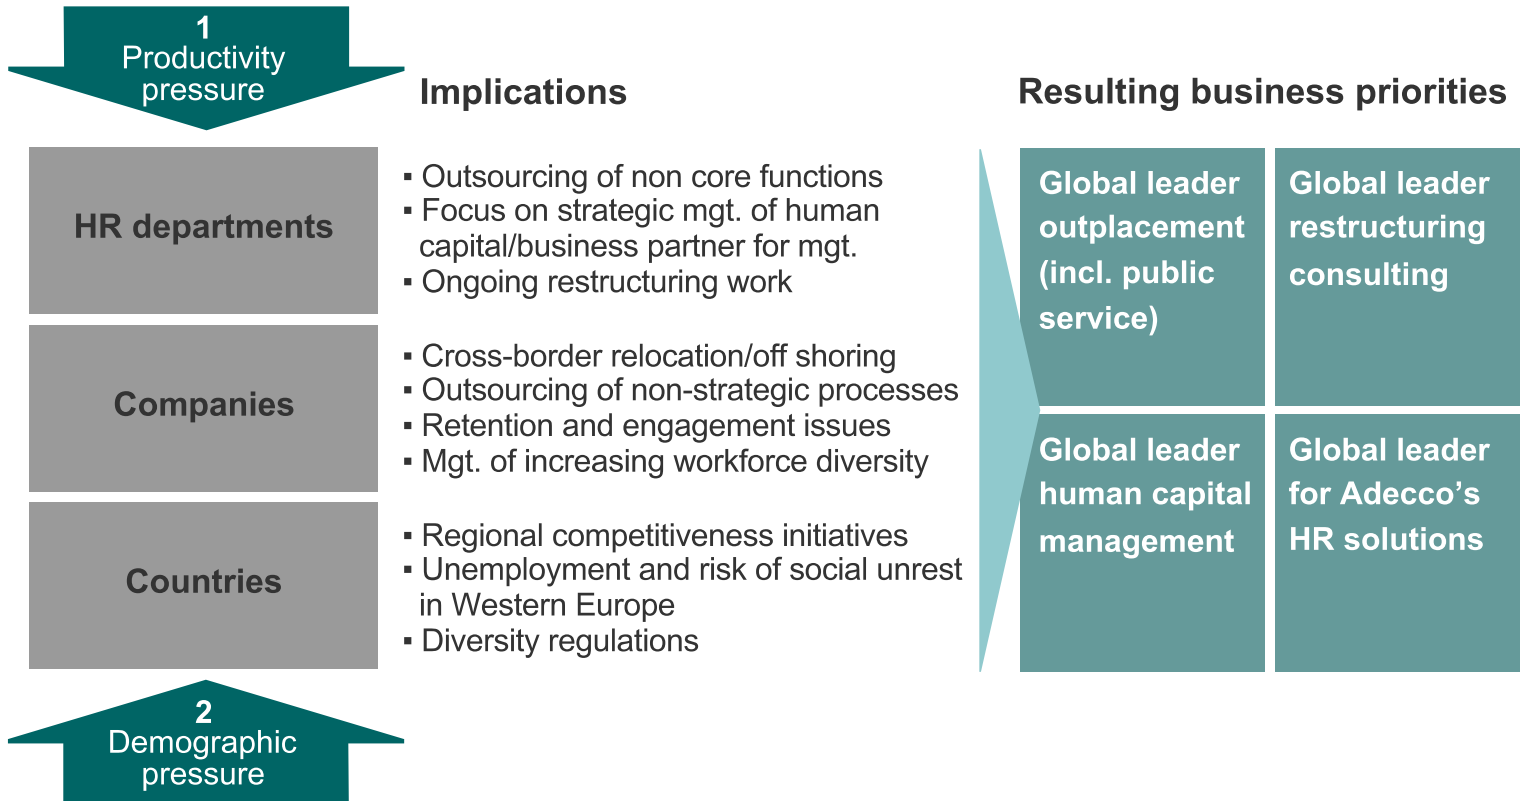 1
Productivity
pressure
Implications
Resulting business priorities
HR departments
▪ Outsourcing of non core functions
▪ Focus on strategic mgt. of human
capital/business partner for mgt.
▪ Ongoing restructuring work
Companies
▪ Cross-border relocation/off shoring
▪ Outsourcing of non-strategic processes
▪ Retention and engagement issues
▪ Mgt. of increasing workforce diversity
Countries
▪ Regional competitiveness initiatives
▪ Unemployment and risk of social unrest
in Western Europe
▪ Diversity regulations
2
Demographic
pressure
Global leader
outplacement
(incl. public
service)
Global leader
restructuring
consulting
Global leader
human capital
management
Global leader
for Adecco’s
HR solutions